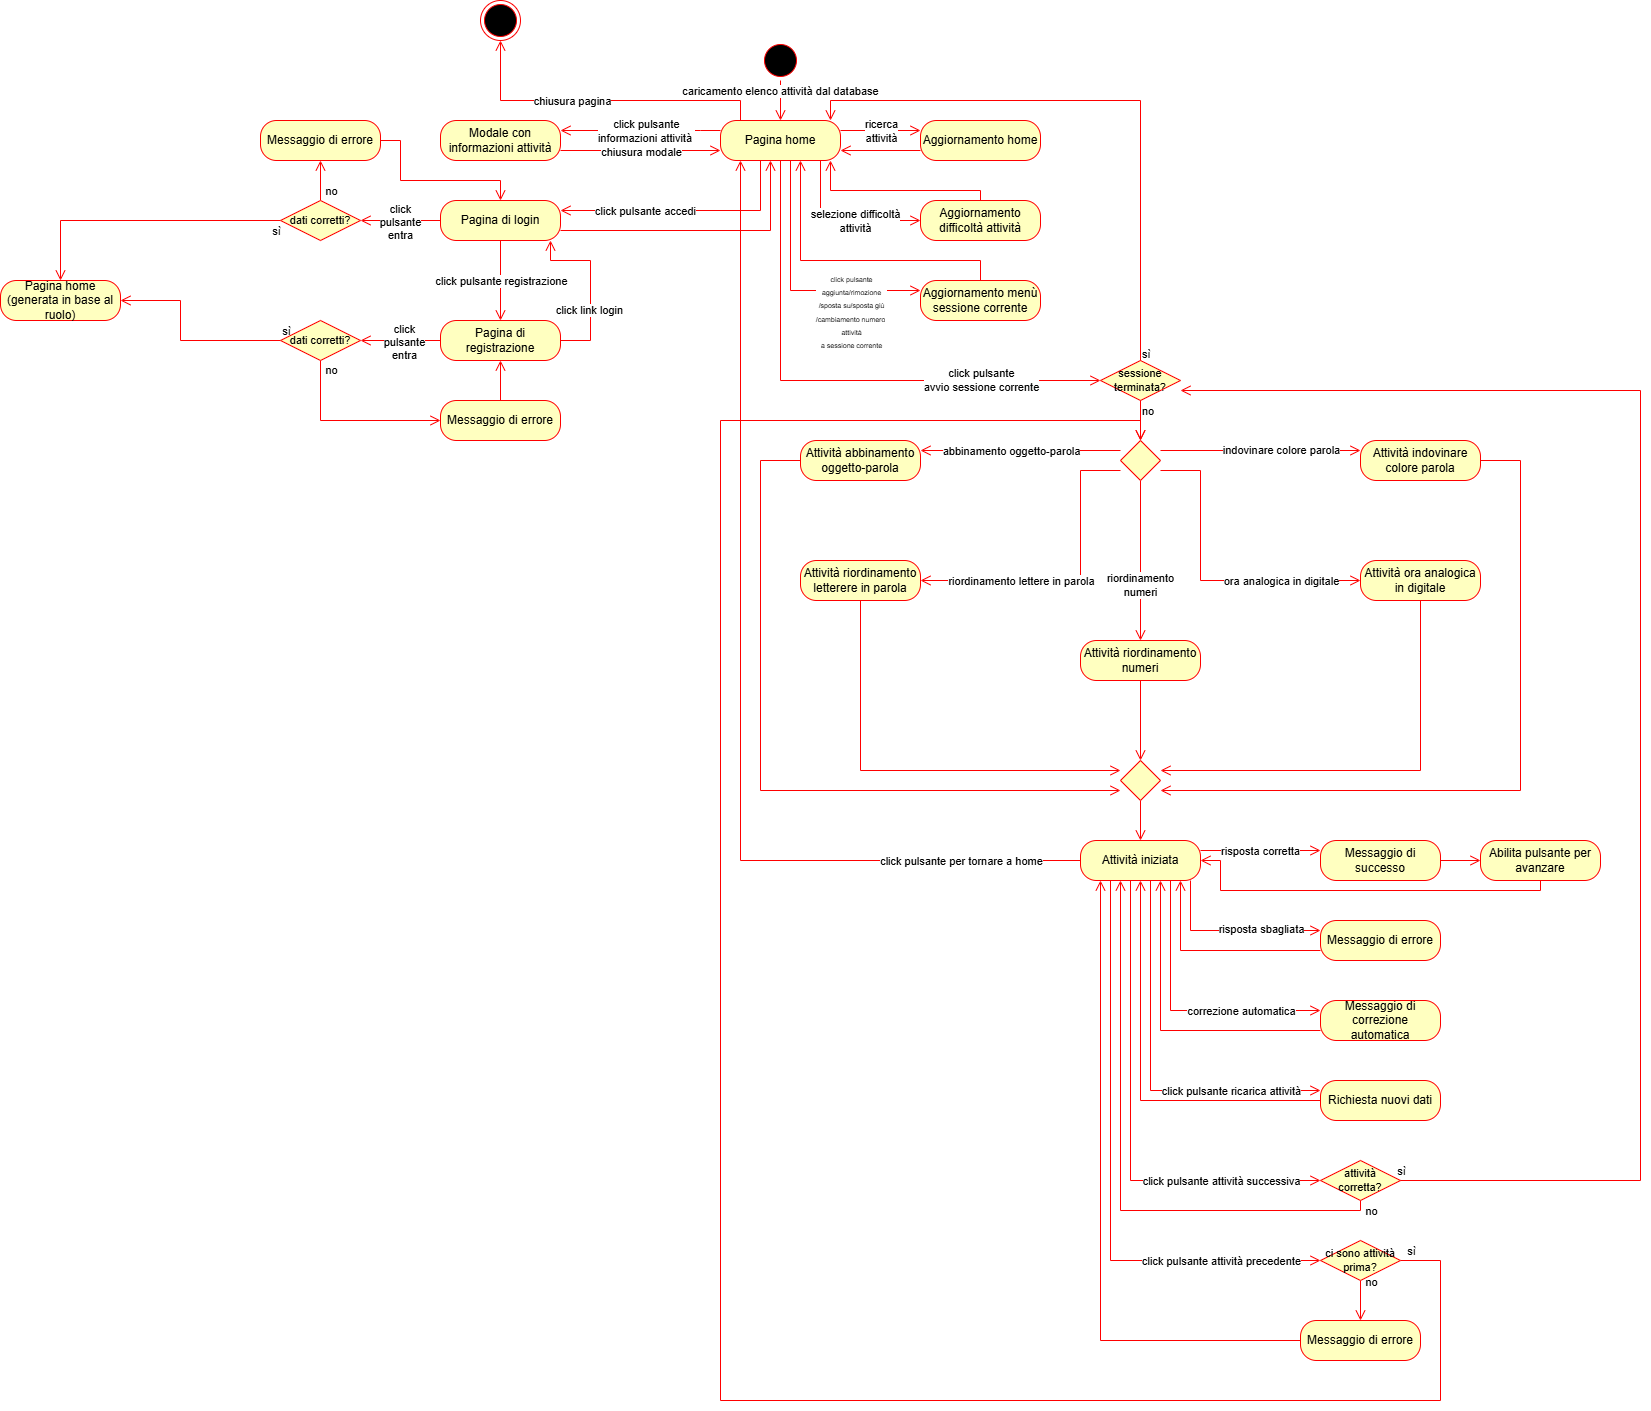 caricamento elenco attività dal database
chiusura pagina
Messaggio di errore
Modale con
informazioni attività
click pulsante
informazioni attività
chiusura modale
Pagina home
ricerca
attività
Aggiornamento home
no
dati corretti?
sì
click
pulsante
entra
Pagina di login
click pulsante accedi
selezione difficoltà
attività
Aggiornamento
difficoltà attività
click pulsante registrazione
click link login
Pagina home
(generata in base al
ruolo)
click pulsante
aggiunta/rimozione
/sposta su/sposta giù
/cambiamento numero
attività
a sessione corrente
Aggiornamento menù
sessione corrente
sì
dati corretti?
no
click
pulsante
entra
Pagina di
registrazione
Messaggio di errore
click pulsante
avvio sessione corrente
sì
sessione
terminata?
no
Attività abbinamento
oggetto-parola
abbinamento oggetto-parola
indovinare colore parola
Attività indovinare
colore parola
Attività riordinamento
letterere in parola
riordinamento lettere in parola
riordinamento
numeri
ora analogica in digitale
Attività ora analogica
in digitale
Attività riordinamento
numeri
click pulsante per tornare a home
Attività iniziata
risposta corretta
Messaggio di
successo
Abilita pulsante per
avanzare
risposta sbagliata
Messaggio di errore
correzione automatica
Messaggio di
correzione
automatica
click pulsante ricarica attività
Richiesta nuovi dati
click pulsante attività successiva
attività
corretta?
sì
no
click pulsante attività precedente
ci sono attività
prima?
sì
no
Messaggio di errore